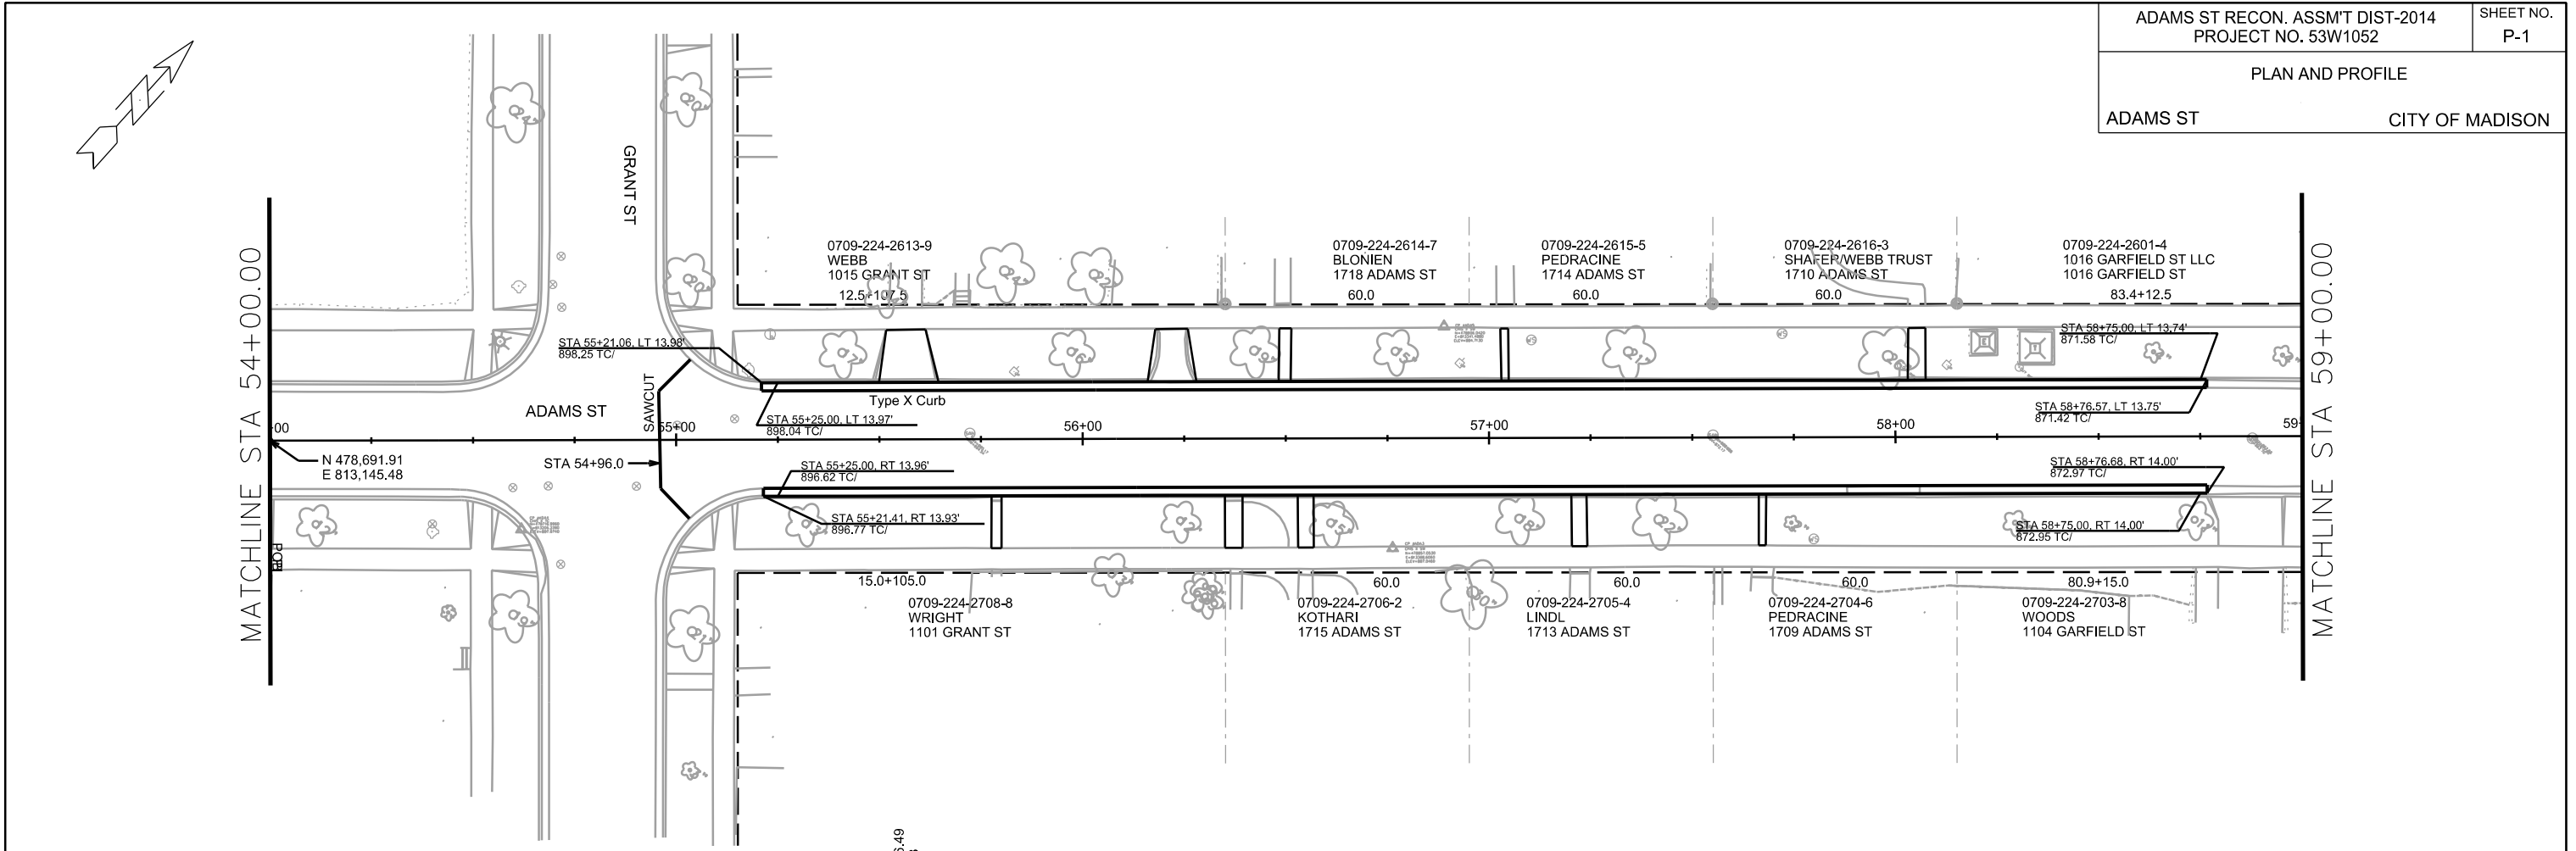 ADAMS ST RECON. ASSM'T DIST-2014
PROJECT NO. 53W1052
SHEET NO.
P-1
PLAN AND PROFILE
ADAMS ST
CITY OF MADISON
MATCHLINE STA 54+00.00
GRANT ST
0709-224-2613-9
WEBB
1015 GRANT ST
12.5+107.5
0709-224-2614-7
BLONIEN
1718 ADAMS ST
60.0
0709-224-2615-5
PEDRACINE
1714 ADAMS ST
60.0
0709-224-2616-3
SHAFER/WEBB TRUST
1710 ADAMS ST
60.0
0709-224-2601-4
1016 GARFIELD ST LLC
1016 GARFIELD ST
83.4+12.5
MATCHLINE STA 59+00.00
STA 55+21.06, LT 13.98'
898.25 TC/
STA 58+75.00, LT 13.74'
871.58 TC/
SAWCUT
ADAMS ST
Type X Curb
STA 55+25.00, LT 13.97'
898.04 TC/
STA 58+76.57, LT 13.75'
871.42 TC/
+00
55+00
56+00
57+00
58+00
59
N 478,691.91
E 813,145.48
STA 54+96.0
STA 55+25.00, RT 13.96'
896.62 TC/
STA 58+76.68, RT 14.00'
872.97 TC/
STA 55+21.41, RT 13.93'
896.77 TC/
STA 58+75.00, RT 14.00'
872.95 TC/
15.0+105.0
0709-224-2708-8
WRIGHT
1101 GRANT ST
60.0
0709-224-2706-2
KOTHARI
1715 ADAMS ST
60.0
0709-224-2705-4
LINDL
1713 ADAMS ST
60.0
0709-224-2704-6
PEDRACINE
1709 ADAMS ST
80.9+15.0
0709-224-2703-8
WOODS
1104 GARFIELD ST